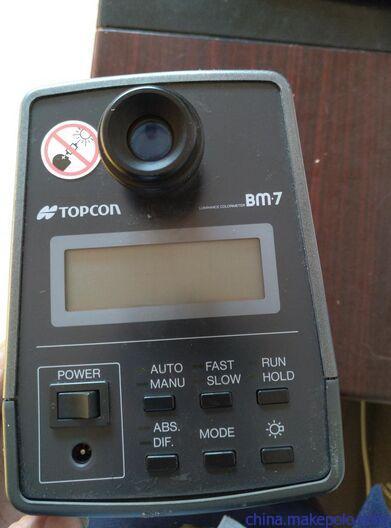 TOPCON
LUMINANCE COLORIMETER BM-7
POWER
AUTO
MANU
FAST
SLOW
RUN
HOLD
ABS.
DIF.
MODE
china.makepolo.com